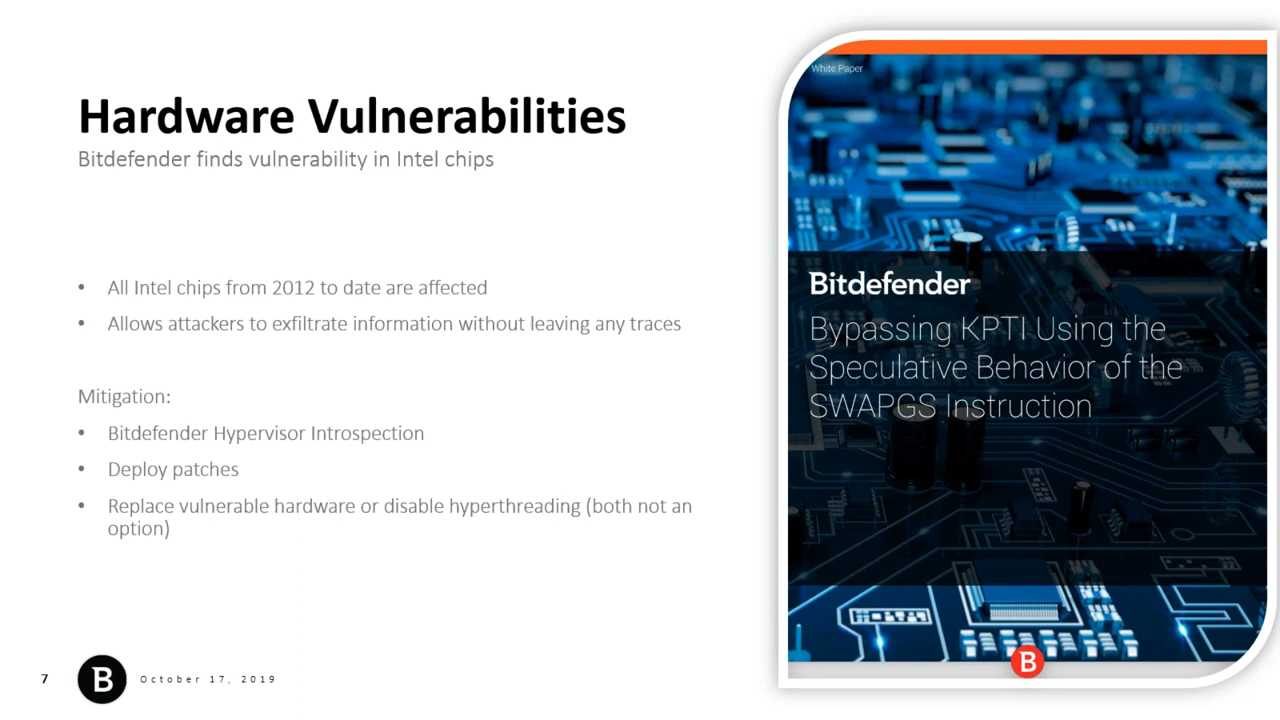 Hardware Vulnerabilities
Bitdefender finds vulnerability in Intel chips
• All Intel chips from 2012 to date are affected
• Allows attackers to exfiltrate information without leaving any traces
Mitigation:
• Bitdefender Hypervisor Introspection
• Deploy patches
• Replace vulnerable hardware or disable hyperthreading (both not an
option)
7
B
October 17, 2019
White Paper
Bitdefender
Bypassing KPTI Using the
Speculative Behavior of the
SWAPGS Instruction
B